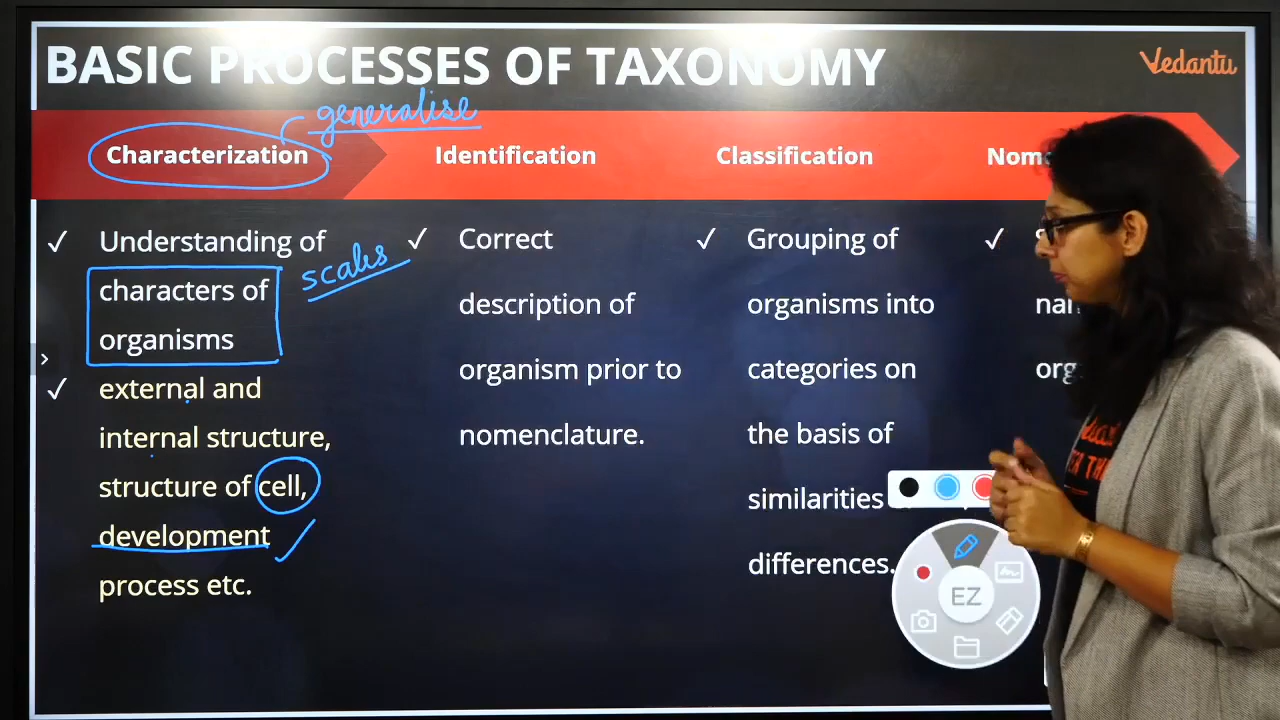 BASIC PROCESSES OF TAXONOMY
Vedantu
generalise
Characterization
Identification
Classification
✓ Understanding of
characters of
organisms
scales
✓ external and
internal structure,
structure of cell,
development
process etc.
✓ Correct
description of
organism prior to
nomenclature.
✓ Grouping of
organisms into
categories on
the basis of
similarities
differences.
EZ